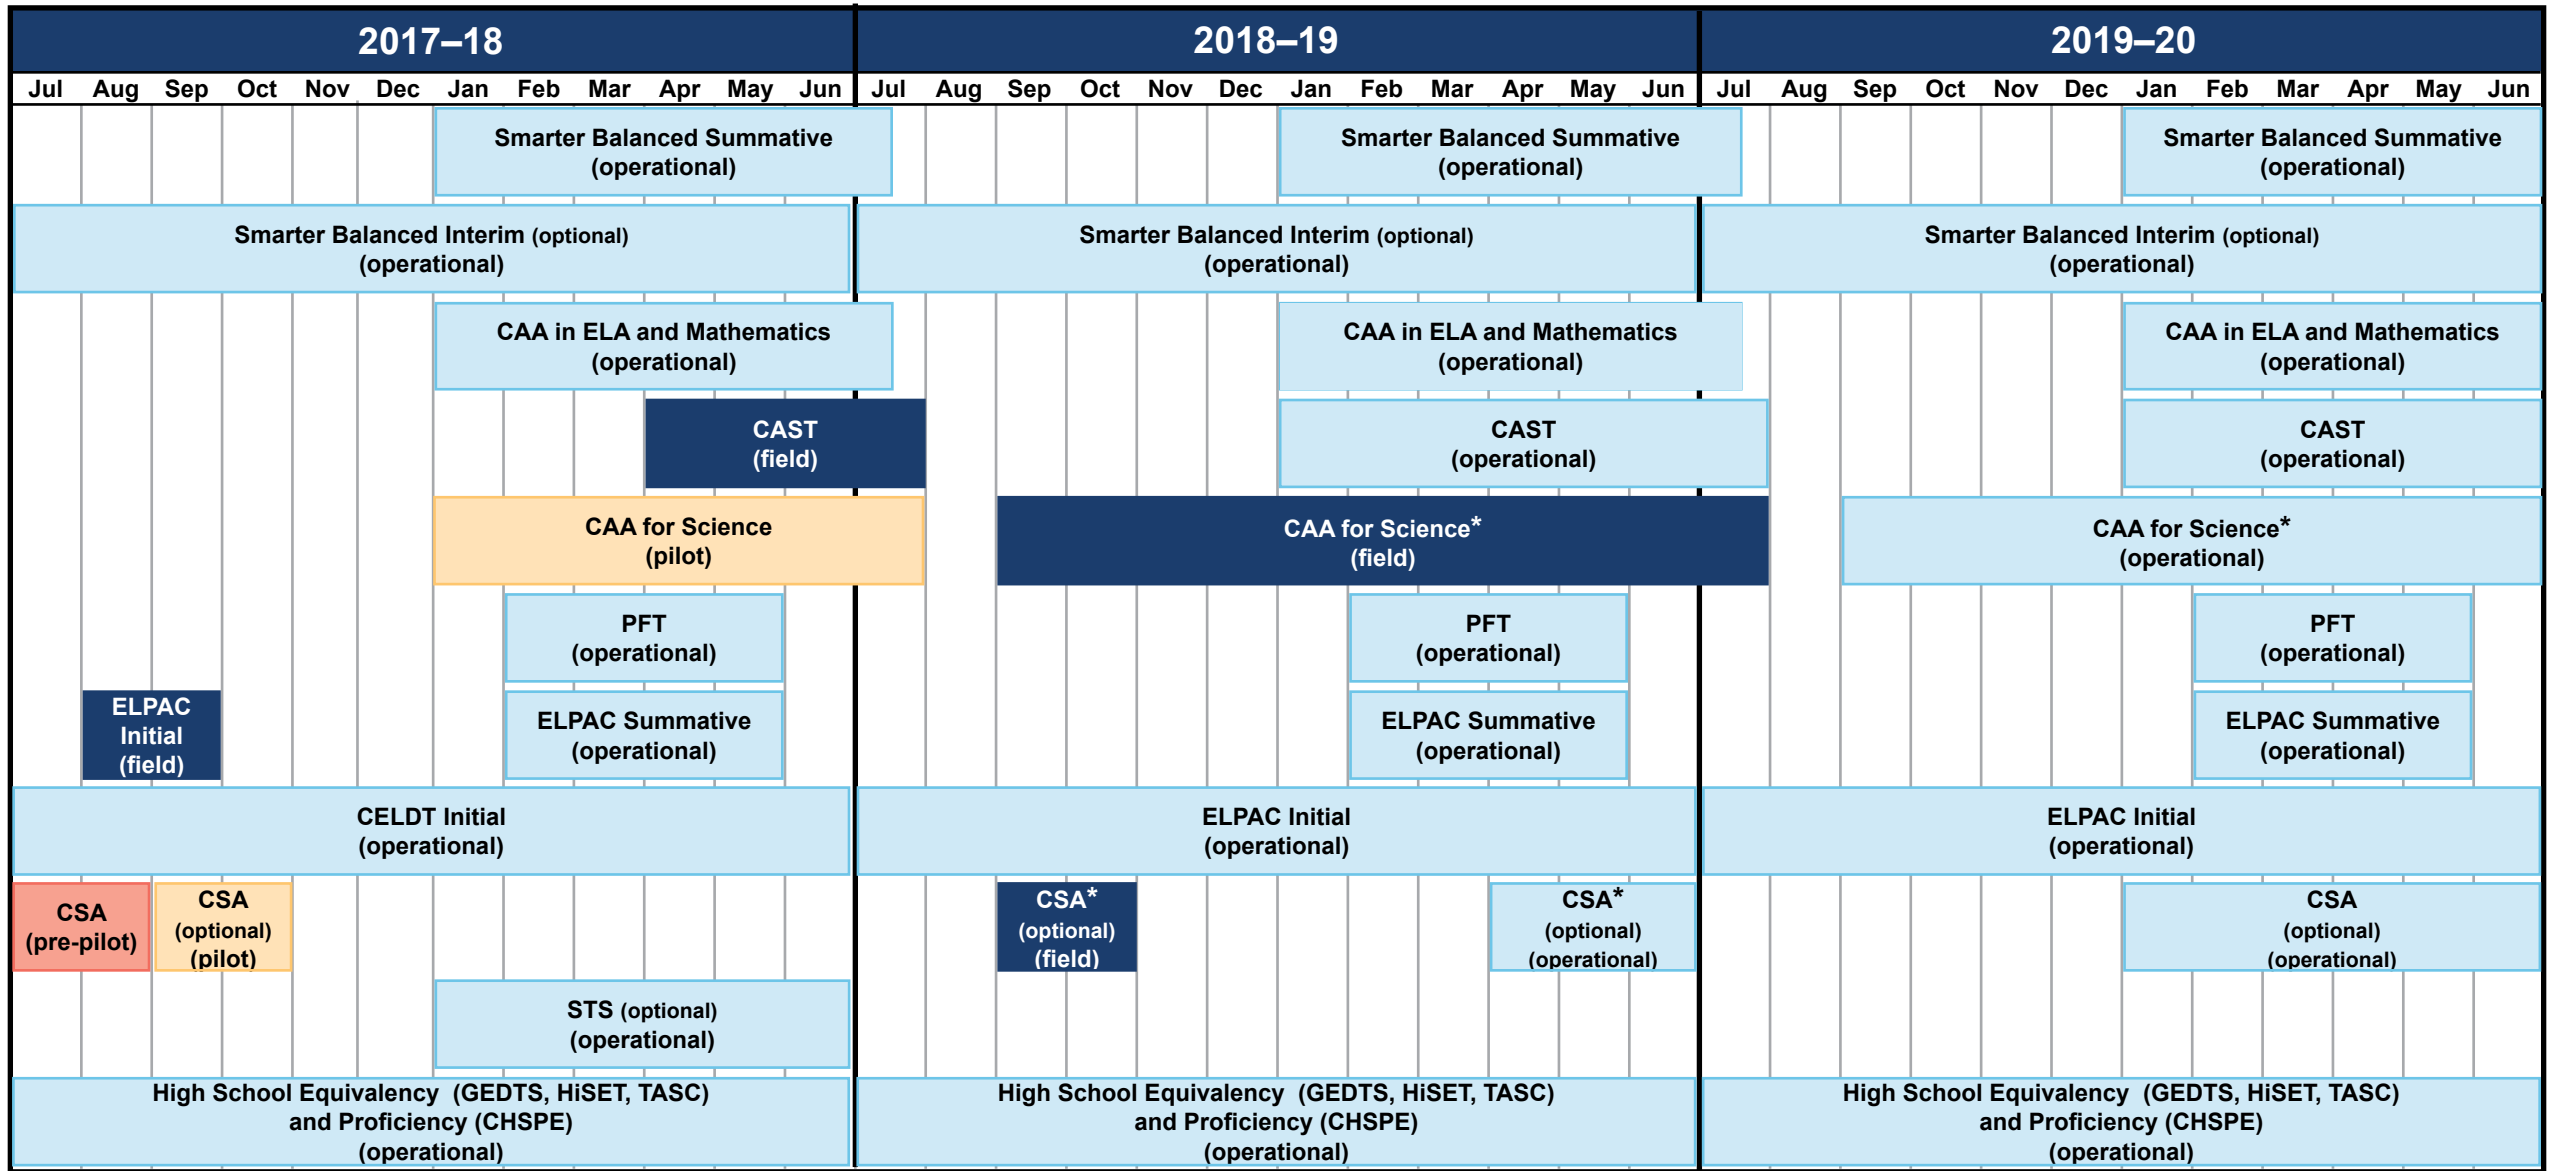 2017–18 2018–19 2019–20
Jul Aug Sep Oct Nov Dec Jan Feb Mar Apr May Jun Jul Aug Sep Oct Nov Dec Jan Feb Mar Apr May Jun Jul Aug Sep Oct Nov Dec Jan Feb Mar Apr May Jun
Smarter Balanced Summative
(operational)
Smarter Balanced Summative
(operational)
Smarter Balanced Summative
(operational)
Smarter Balanced Interim (optional)
(operational)
Smarter Balanced Interim (optional)
(operational)
Smarter Balanced Interim (optional)
(operational)
CAA in ELA and Mathematics
(operational)
CAA in ELA and Mathematics
(operational)
CAA in ELA and Mathematics
(operational)
CAST
(field)
CAST
(operational)
CAST
(operational)
CAA for Science
(pilot)
CAA for Science*
(field)
CAA for Science*
(operational)
PFT
(operational)
PFT
(operational)
PFT
(operational)
ELPAC
Initial
(field)
ELPAC Summative
(operational)
ELPAC Summative
(operational)
ELPAC Summative
(operational)
CELDT Initial
(operational)
ELPAC Initial
(operational)
ELPAC Initial
(operational)
CSA
(pre-pilot)
CSA
(optional)
(pilot)
CSA*
(optional)
(field)
CSA*
(optional)
(operational)
CSA
(optional)
(operational)
STS (optional)
(operational)
High School Equivalency (GEDTS, HiSET, TASC)
and Proficiency (CHSPE)
(operational)
High School Equivalency (GEDTS, HiSET, TASC)
and Proficiency (CHSPE)
(operational)
High School Equivalency (GEDTS, HiSET, TASC)
and Proficiency (CHSPE)
(operational)